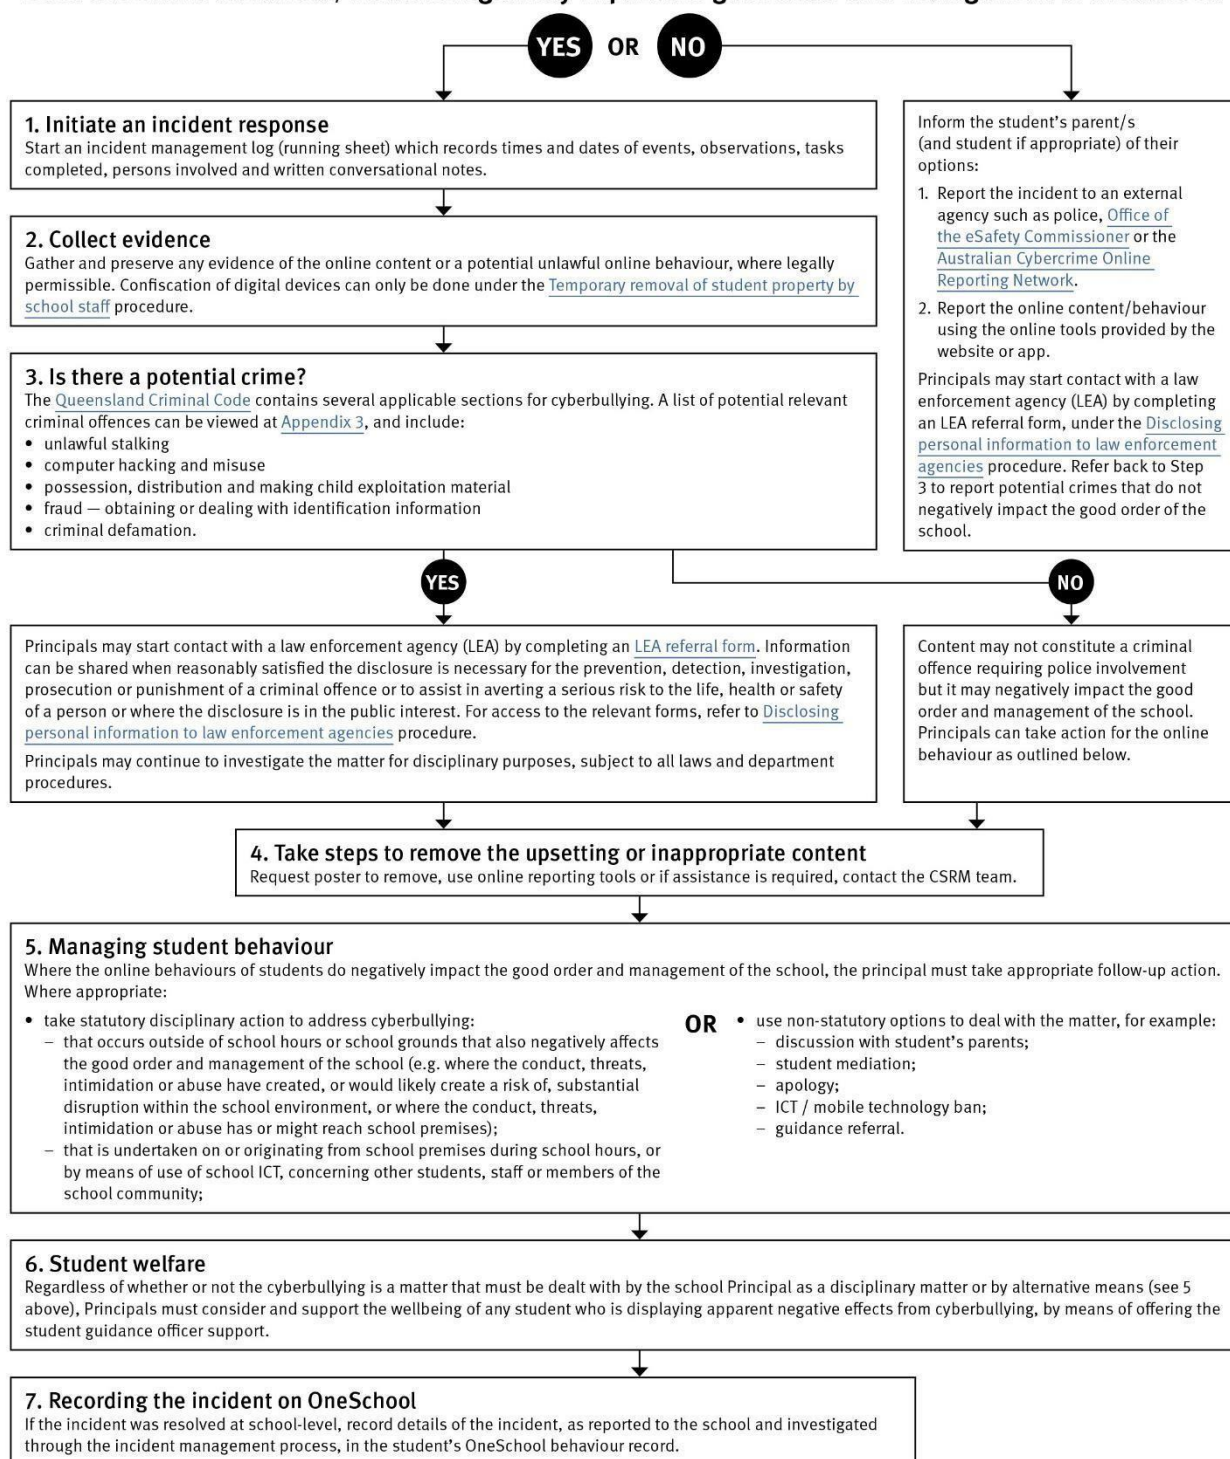 YES OR NO
1. Initiate an incident response
Start an incident management log (running sheet) which records times and dates of events, observations, tasks
completed, persons involved and written conversational notes.
2. Collect evidence
Gather and preserve any evidence of the online content or a potential unlawful online behaviour, where legally
permissible. Confiscation of digital devices can only be done under the Temporary removal of student property by
school staff procedure.
3. Is there a potential crime?
The Queensland Criminal Code contains several applicable sections for cyberbullying. A list of potential relevant
criminal offences can be viewed at Appendix 3, and include:
• unlawful stalking
• computer hacking and misuse
• possession, distribution and making child exploitation material
• fraud — obtaining or dealing with identification information
• criminal defamation.
Inform the student's parent/s
(and student if appropriate) of their
options:
1. Report the incident to an external
agency such as police, Office of
the eSafety Commissioner or the
Australian Cybercrime Online
Reporting Network.
2. Report the online content/behaviour
using the online tools provided by the
website or app.
Principals may start contact with a law
enforcement agency (LEA) by completing
an LEA referral form, under the Disclosing
personal information to law enforcement
agencies procedure. Refer back to Step
3 to report potential crimes that do not
negatively impact the good order of the
school.
YES
NO
Principals may start contact with a law enforcement agency (LEA) by completing an LEA referral form. Information
can be shared when reasonably satisfied the disclosure is necessary for the prevention, detection, investigation,
prosecution or punishment of a criminal offence or to assist in averting a serious risk to the life, health or safety
of a person or where the disclosure is in the public interest. For access to the relevant forms, refer to Disclosing
personal information to law enforcement agencies procedure.
Principals may continue to investigate the matter for disciplinary purposes, subject to all laws and department
procedures.
Content may not constitute a criminal
offence requiring police involvement
but it may negatively impact the good
order and management of the school.
Principals can take action for the online
behaviour as outlined below.
4. Take steps to remove the upsetting or inappropriate content
Request poster to remove, use online reporting tools or if assistance is required, contact the CSRM team.
5. Managing student behaviour
Where the online behaviours of students do negatively impact the good order and management of the school, the principal must take appropriate follow-up action.
Where appropriate:
• take statutory disciplinary action to address cyberbullying:
– that occurs outside of school hours or school grounds that also negatively affects
the good order and management of the school (e.g. where the conduct, threats,
intimidation or abuse have created, or would likely create a risk of, substantial
disruption within the school environment, or where the conduct, threats,
intimidation or abuse has or might reach school premises);
– that is undertaken on or originating from school premises during school hours, or
by means of use of school ICT, concerning other students, staff or members of the
school community;
OR
• use non-statutory options to deal with the matter, for example:
– discussion with student's parents;
– student mediation;
– apology;
– ICT / mobile technology ban;
– guidance referral.
6. Student welfare
Regardless of whether or not the cyberbullying is a matter that must be dealt with by the school Principal as a disciplinary matter or by alternative means (see 5
above), Principals must consider and support the wellbeing of any student who is displaying apparent negative effects from cyberbullying, by means of offering the
student guidance officer support.
7. Recording the incident on OneSchool
If the incident was resolved at school-level, record details of the incident, as reported to the school and investigated
through the incident management process, in the student's OneSchool behaviour record.